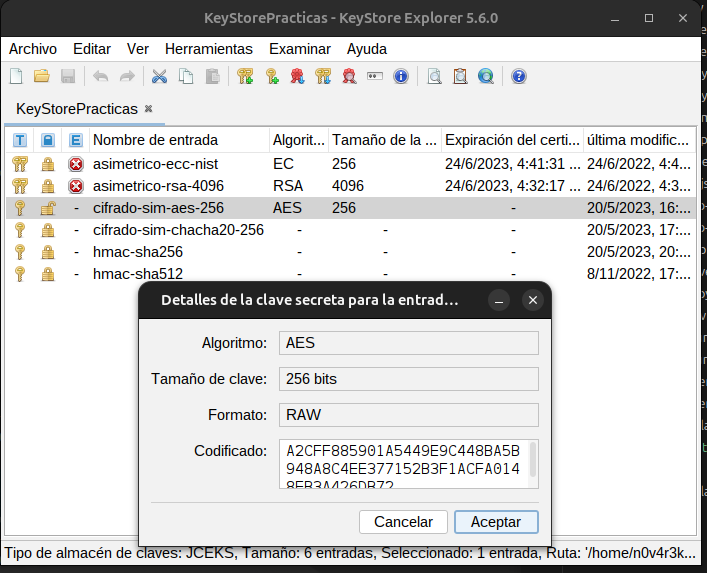 KeyStorePracticas - KeyStore Explorer 5.6.0
Archivo Editar Ver Herramientas Examinar Ayuda
KeyStorePracticas
T E Nombre de entrada Algorit... Tamaño de la ... Expiración del certi... última modific...
asimetrico-ecc-nist EC 256 24/6/2023, 4:41:31 ... 24/6/2022, 4:4...
asimetrico-rsa-4096 RSA 4096 24/6/2023, 4:32:17 ... 24/6/2022, 4:3...
- cifrado-sim-aes-256 AES 256 - 20/5/2023, 16:...
- cifrado-sim-chacha20-256 - - - 20/5/2023, 17:...
- hmac-sha256 - - - 20/5/2023, 20:...
- hmac-sha512 - - - 8/11/2022, 17:...
Detalles de la clave secreta para la entrad...
Algoritmo: AES
Tamaño de clave: 256 bits
Formato: RAW
Codificado: A2CFF885901A5449E9C448BA5B
948A8C4EE377152B3F1ACFA014
8FB3A426DB72
Cancelar Aceptar
Tipo de almacén de claves: JCEKS, Tamaño: 6 entradas, Seleccionado: 1 entrada, Ruta: '/home/n0v4r3k...